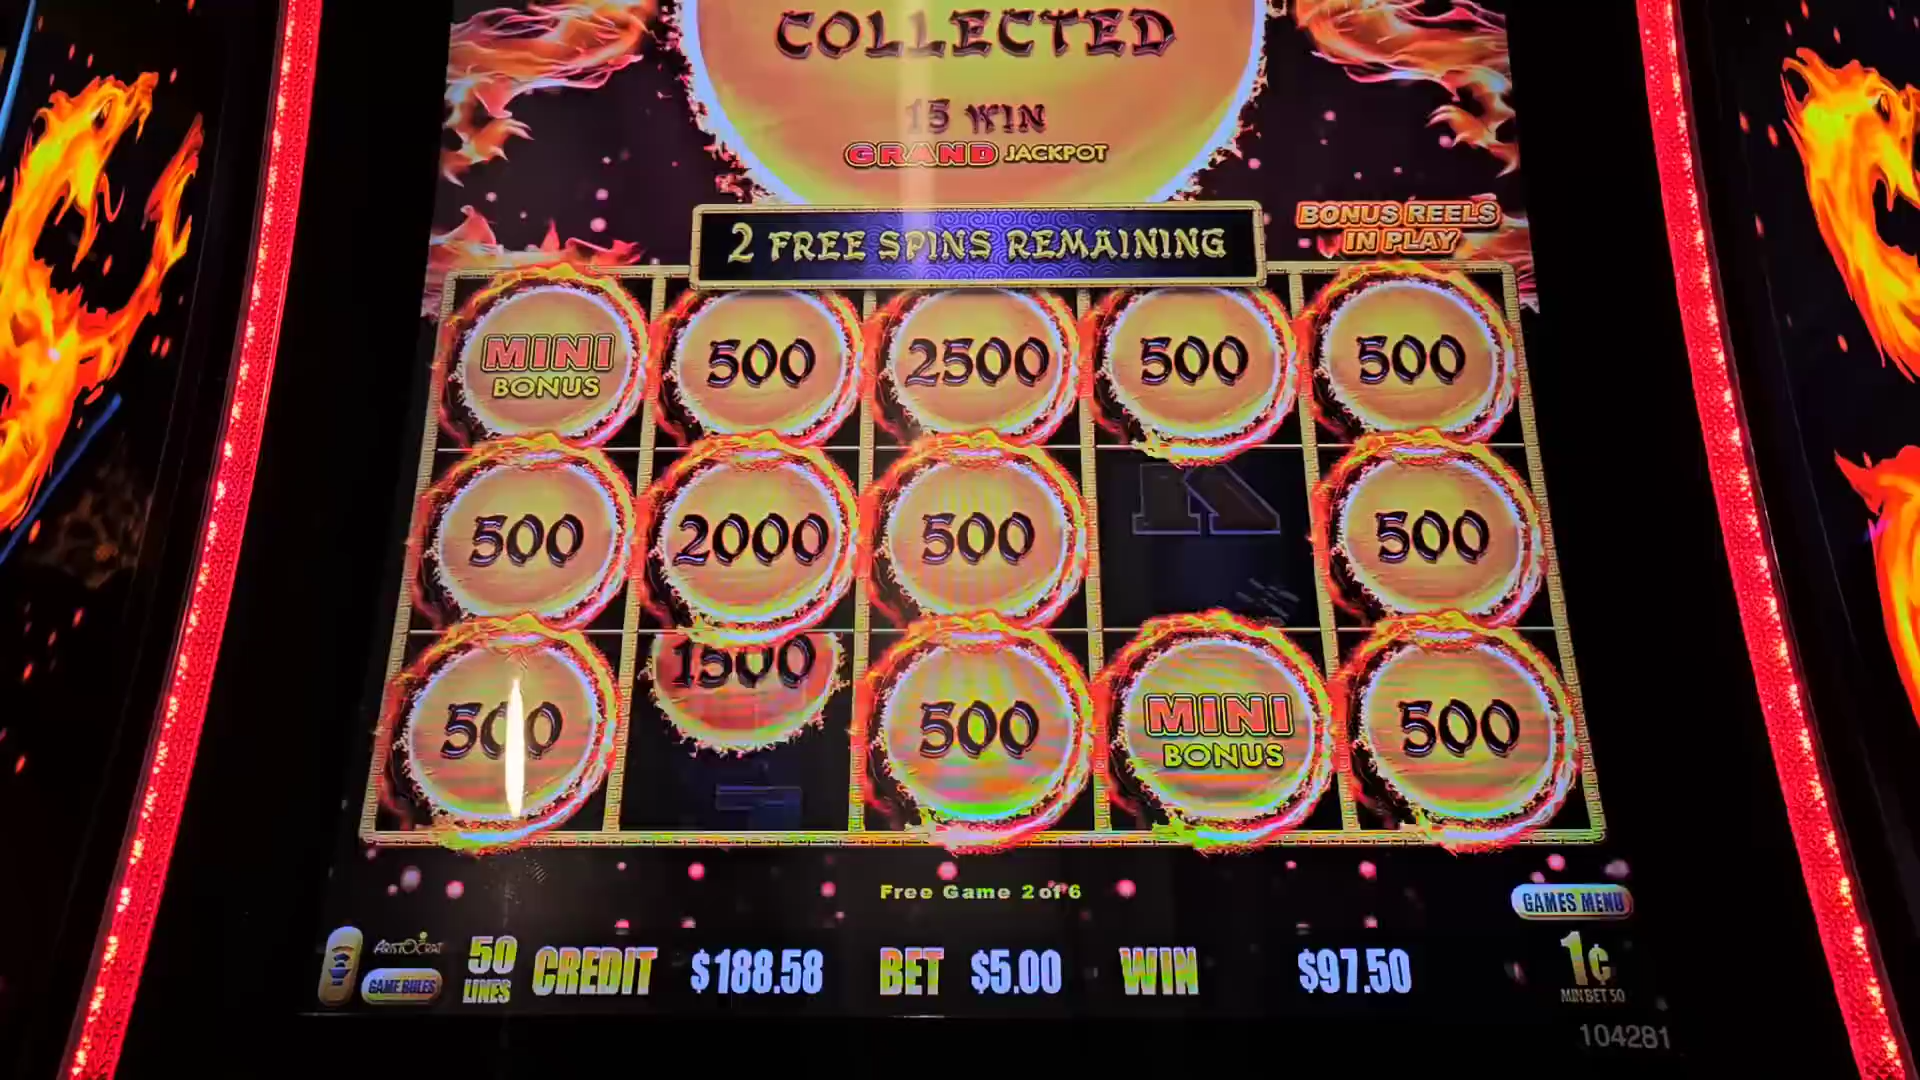 COLLECTED
15 WIN
GRAND JACKPOT
2 FREE SPINS REMAINING
BONUS REELS
IN PLAY
MINI
BONUS
500
2500
500
500
500
2000
500
K
500
500
1500
500
MINI
BONUS
500
Free Game 2 of 6
GAMES MENU
ARISTOCRAT
GAME RULES
50
LINES
CREDIT $188.58
BET $5.00
WIN $97.50
1¢
MIN BET 50
104281